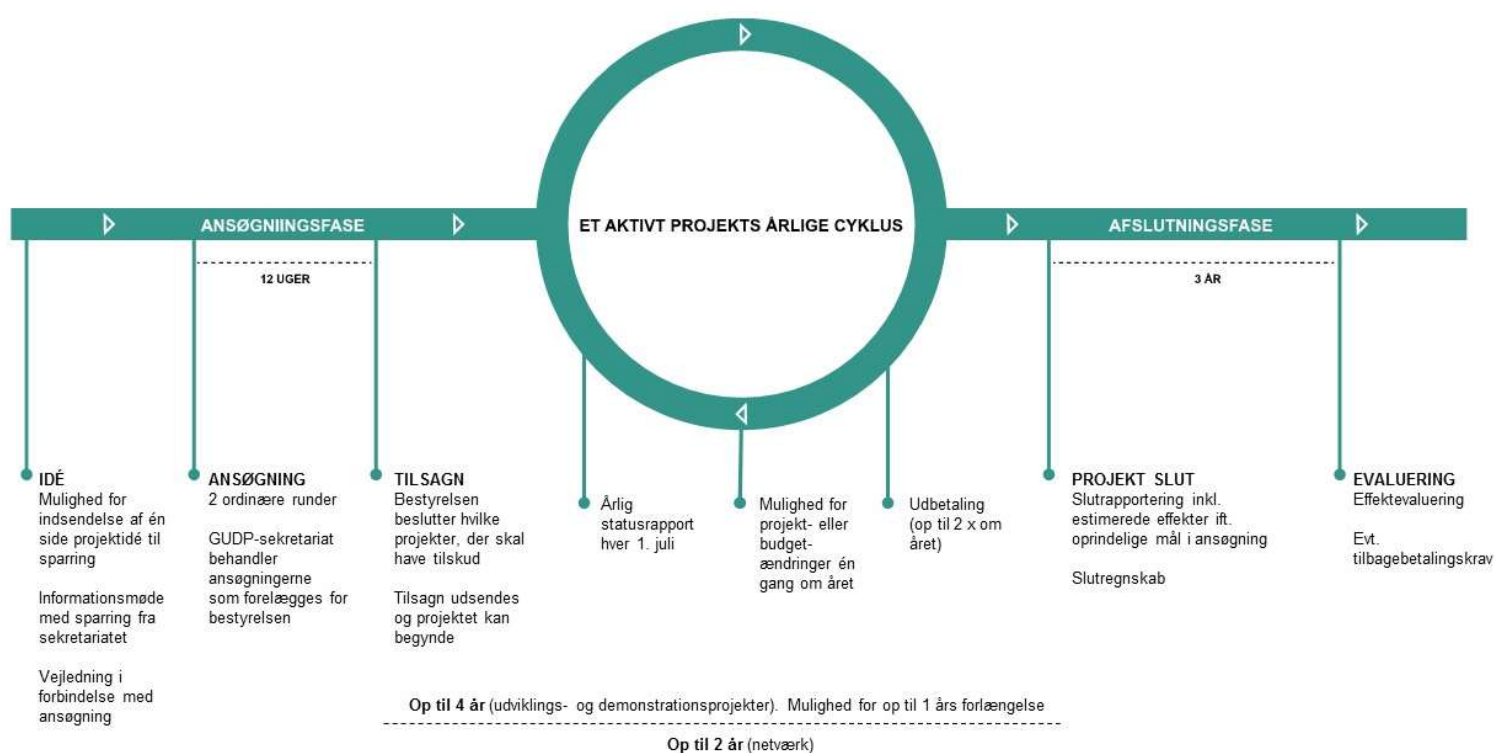 ANSØGNIINGSFASE
12 UGER
ET AKTIVT PROJEKTS ÅRLIGE CYKLUS
AFSLUTNINGSFASE
3 ÅR
IDÉ
Mulighed for
indsendelse af én
side projektidé til
sparring
Informationsmøde
med sparring fra
sekretariatet
Vejledning i
forbindelse med
ansøgning
ANSØGNING
2 ordinære runder
GUDP-sekretariat
behandler
ansøgningerne
som forelægges for
bestyrelsen
TILSAGN
Bestyrelsen
beslutter hvilke
projekter, der skal
have tilskud
Tilsagn udsendes
og projektet kan
begynde
Årlig
statusrapport
hver 1. juli
Mulighed for
projekt- eller
budget-
ændringer én
gang om året
Udbetaling
(op til 2 x om
året)
PROJEKT SLUT
Slutrapportering inkl.
estimerede effekter ift.
oprindelige mål i ansøgning
Slutregnskab
EVALUERING
Effektevaluering
Evt.
tilbagebetalingskrav
Op til 4 år (udviklings- og demonstrationsprojekter). Mulighed for op til 1 års forlængelse
Op til 2 år (netværk)